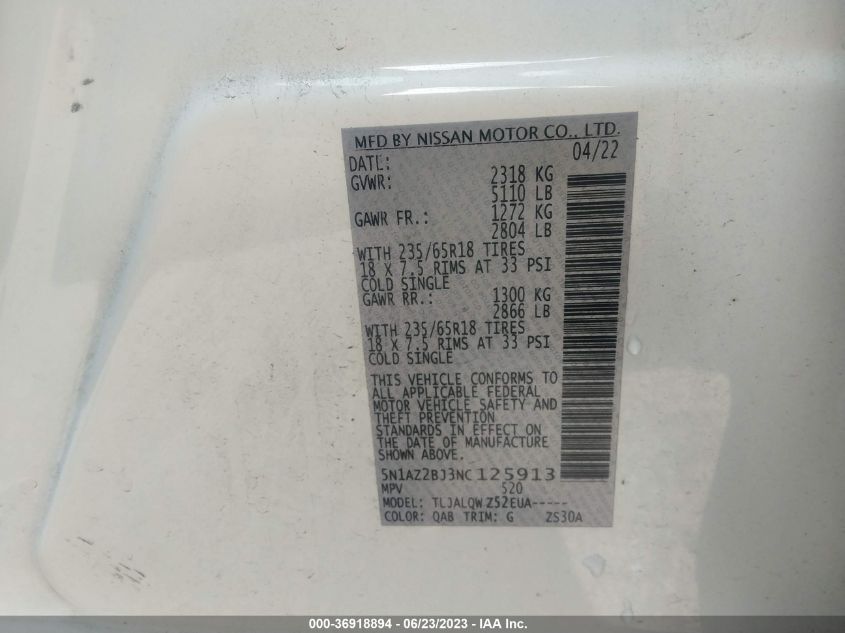 MFD BY NISSAN MOTOR CO., LTD.
DATE: 04/22
GVWR: 2318 KG
5110 LB
GAWR FR.: 1272 KG
2804 LB
WITH 235/65R18 TIRES
18 X 7.5 RIMS AT 33 PSI
COLD SINGLE
GAWR RR.: 1300 KG
2866 LB
WITH 235/65R18 TIRES
18 X 7.5 RIMS AT 33 PSI
COLD SINGLE
THIS VEHICLE CONFORMS TO
ALL APPLICABLE FEDERAL
MOTOR VEHICLE SAFETY AND
THEFT PREVENTION
STANDARDS IN EFFECT ON
THE DATE OF MANUFACTURE
SHOWN ABOVE.
5N1AZ2BJ3NC125913
MPV 520
MODEL: TLJALQW Z52EUA-----
COLOR: QAB TRIM: G ZS30A
000-36918894 - 06/23/2023 - IAA Inc.